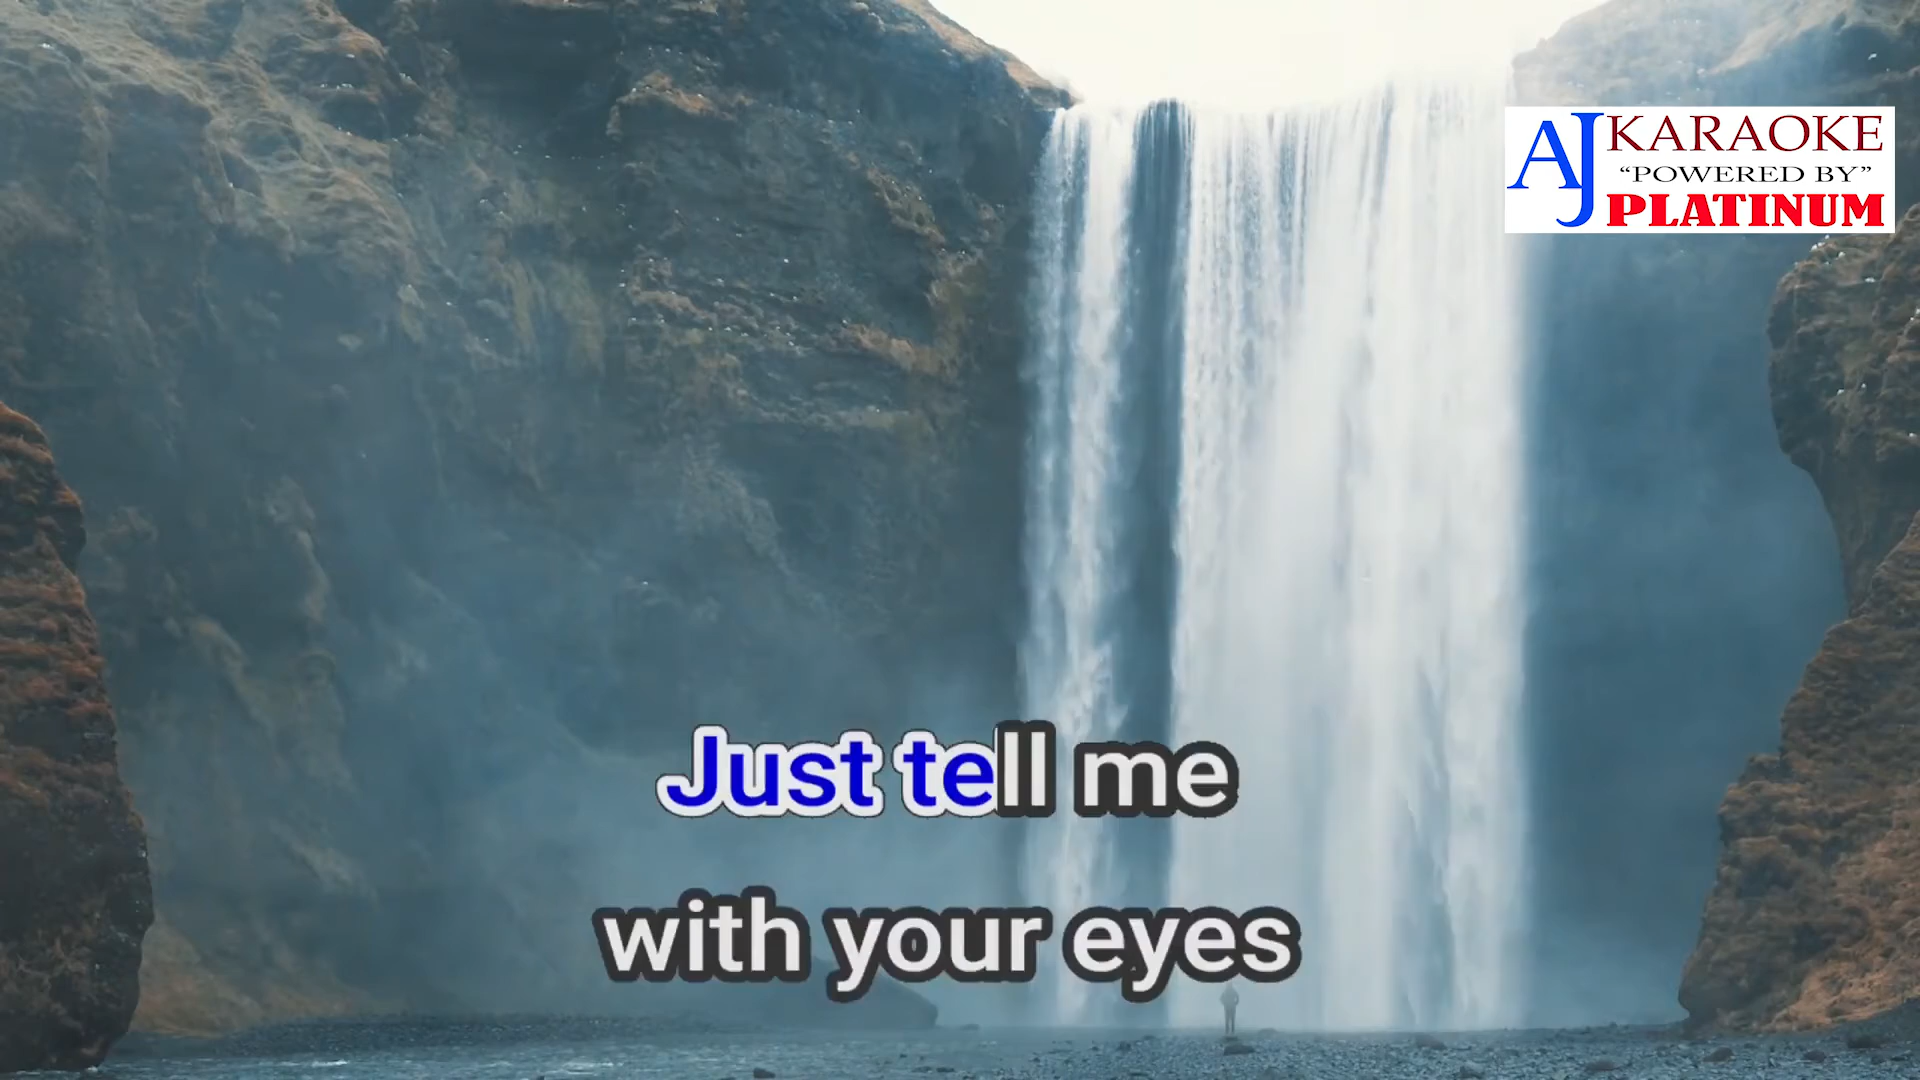 AJ KARAOKE
"POWERED BY"
PLATINUM
Just tell me
with your eyes